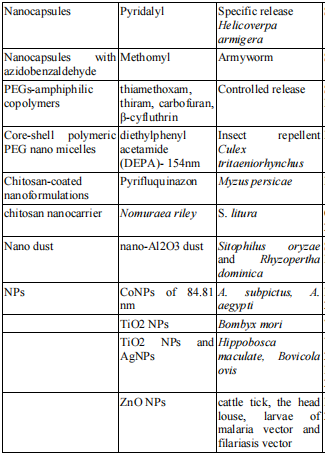 Nanocapsules Pyridalyl Specific release
Helicoverpa
armigera
Nanocapsules with Methomyl Armyworm
azidobenzaldehyde
PEGs-amphiphilic thiamethoxam, Controlled release
copolymers thiram, carbofuran,
β-cyfluthrin
Core-shell polymeric diethylphenyl Insect repellent
PEG nano micelles acetamide Culex
(DEPA)- 154nm tritaeniorhynchus
Chitosan-coated Pyrifluquinazon Myzus persicae
nanoformulations
chitosan nanocarrier Nomuraea riley S. litura
Nano dust nano-Al2O3 dust Sitophilus oryzae
and Rhyzopertha
dominica
NPs CoNPs of 84.81 A. subpictus, A.
nm aegypti
TiO2 NPs Bombyx mori
TiO2 NPs and Hippobosca
AgNPs maculate, Bovicola
ovis
ZnO NPs cattle tick, the head
louse, larvae of
malaria vector and
filariasis vector